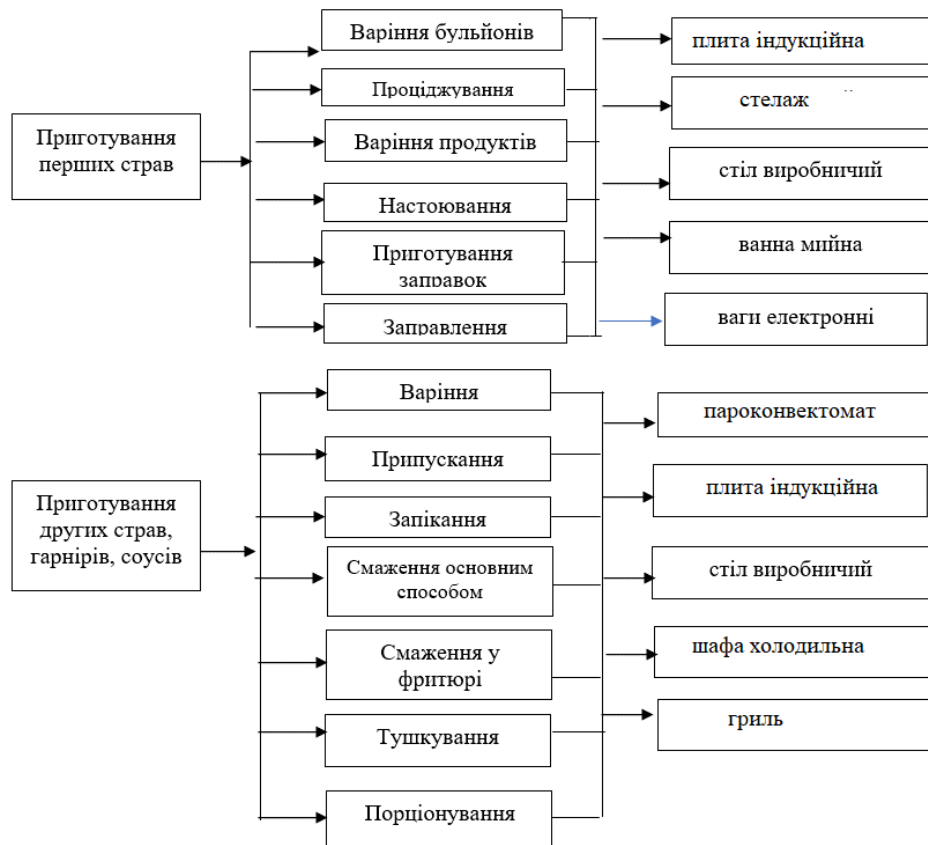 Приготування
перших страв
Варіння бульйонів
Проціджування
Варіння продуктів
Настоювання
Приготування
заправок
Заправлення
плита індукційна
стелаж
стіл виробничий
ванна мийна
ваги електронні
Приготування
других страв,
гарнірів, соусів
Варіння
Припускання
Запікання
Смаження основним
способом
Смаження у
фритюрі
Тушкування
Порціонування
пароконвектомат
плита індукційна
стіл виробничий
шафа холодильна
гриль